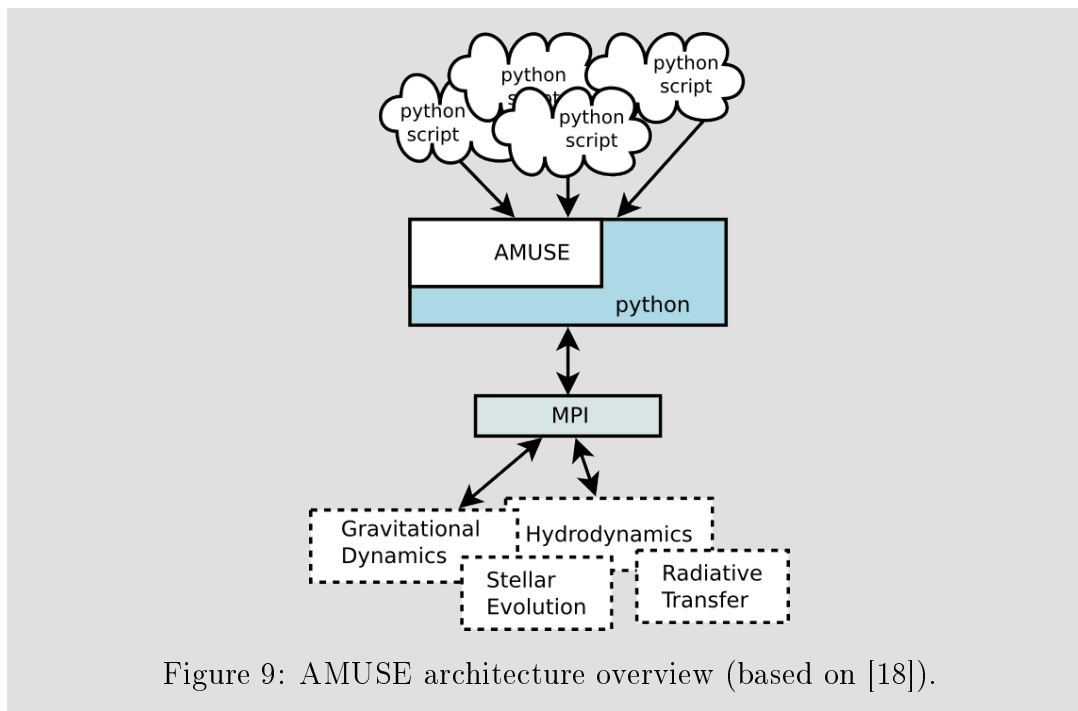 python
script
python
script
python
script
python
script
AMUSE
python
MPI
Gravitational
Dynamics
Hydrodynamics
Stellar
Evolution
Radiative
Transfer
Figure 9: AMUSE architecture overview (based on [18]).